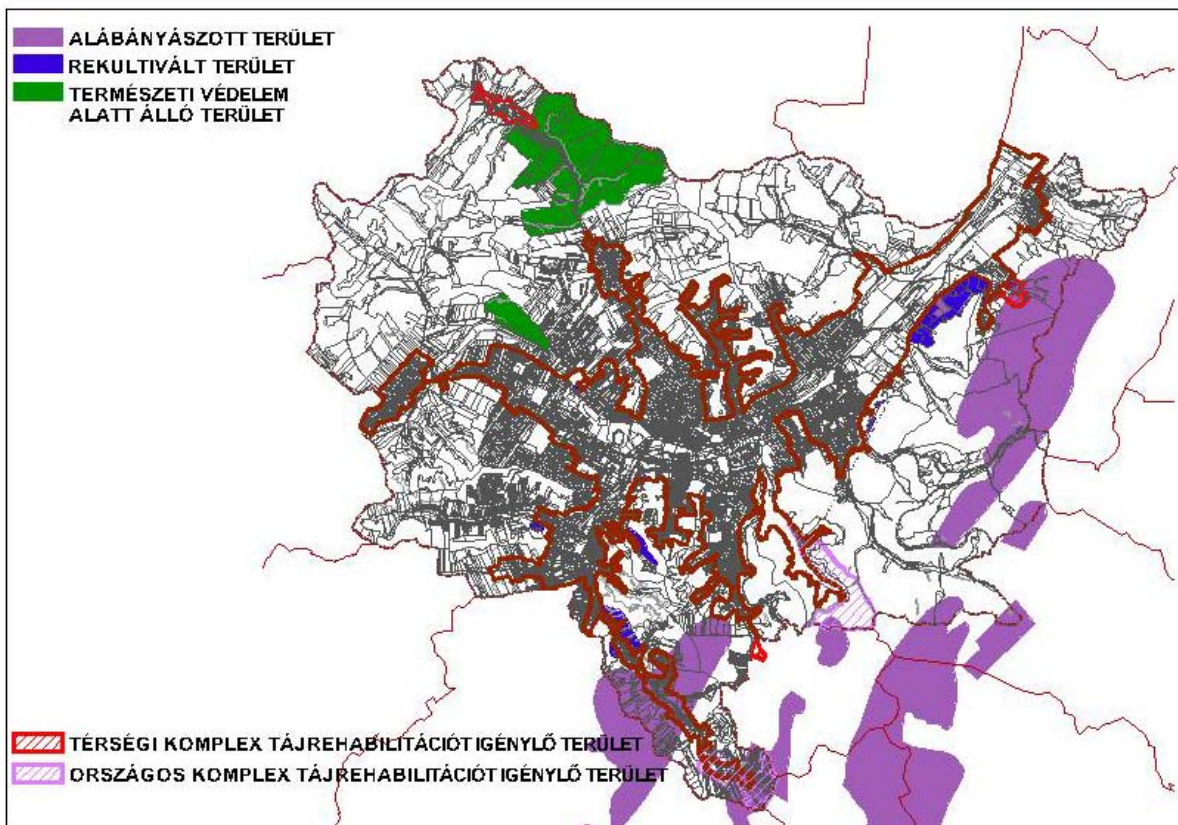 ALÁBÁNYÁSZOTT TERÜLET
REKULTIVÁLT TERÜLET
TERMÉSZETI VÉDELEM
ALATT ÁLLÓ TERÜLET
TÉRSÉGI KOMPLEX TÁJREHABILITÁCIÓT IGÉNYLŐ TERÜLET
ORSZÁGOS KOMPLEX TÁJREHABILITÁCIÓT IGÉNYLŐ TERÜLET